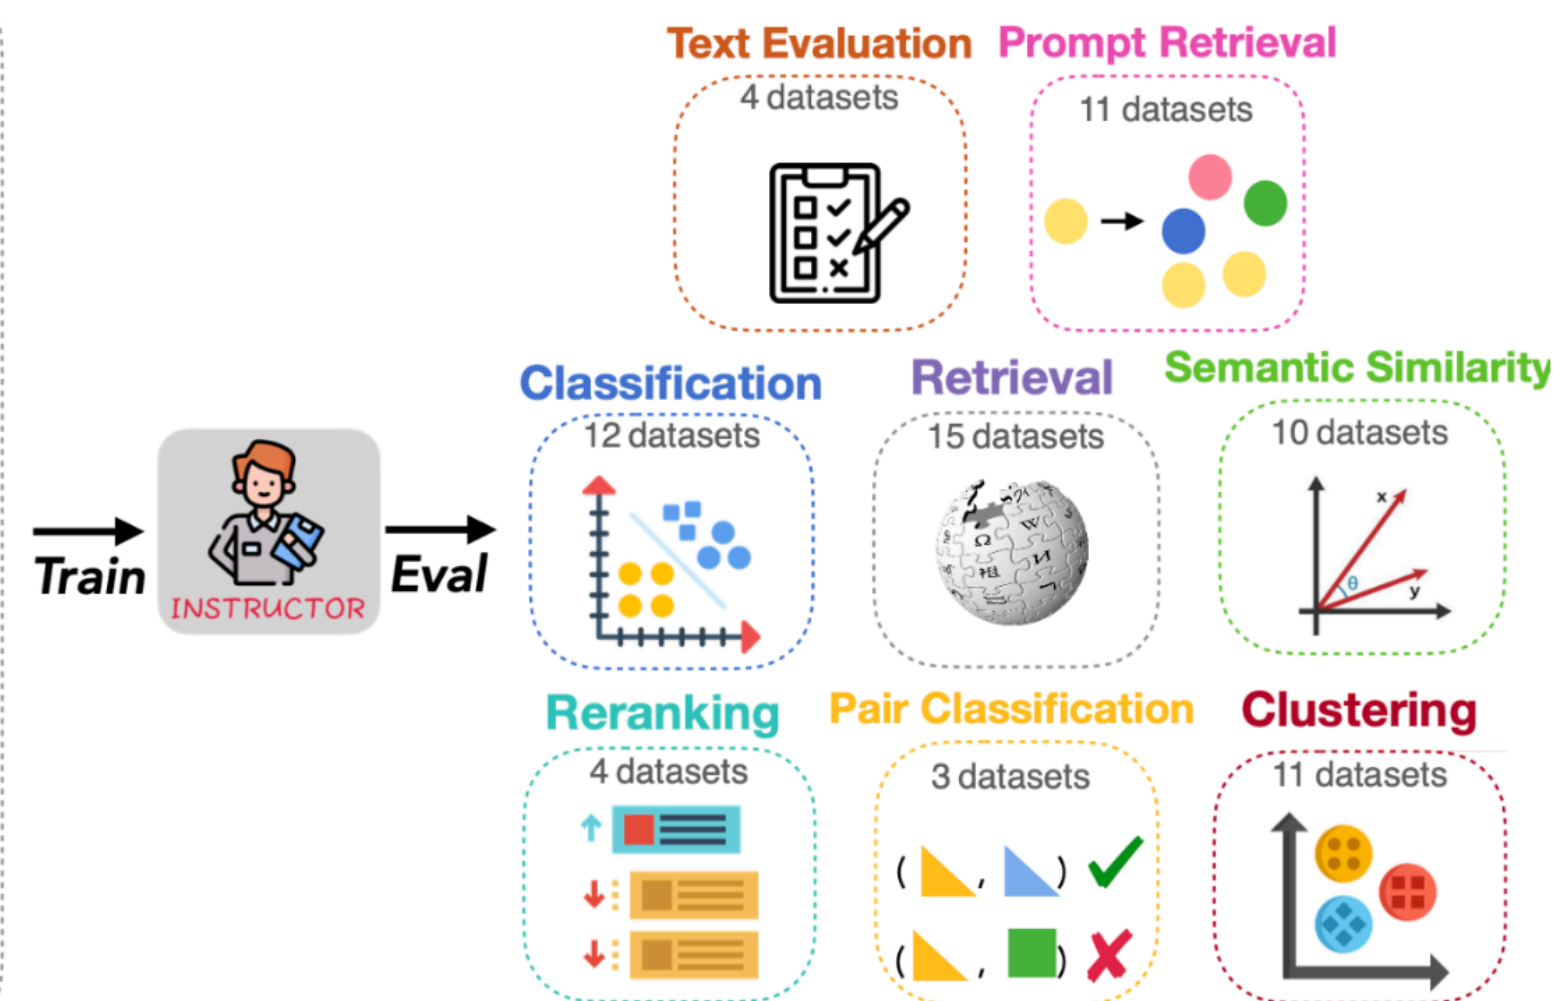 Text Evaluation
4 datasets
Prompt Retrieval
11 datasets
Train
INSTRUCTOR
Eval
Classification
12 datasets
Retrieval
15 datasets
W
Ω
И
Semantic Similarity
10 datasets
x
θ
y
Reranking
4 datasets
Pair Classification
3 datasets
( , )
( , )
Clustering
11 datasets